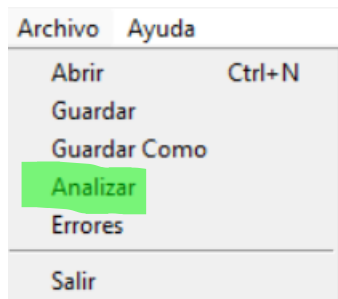 Archivo Ayuda
Abrir Ctrl+N
Guardar
Guardar Como
Analizar
Errores
Salir